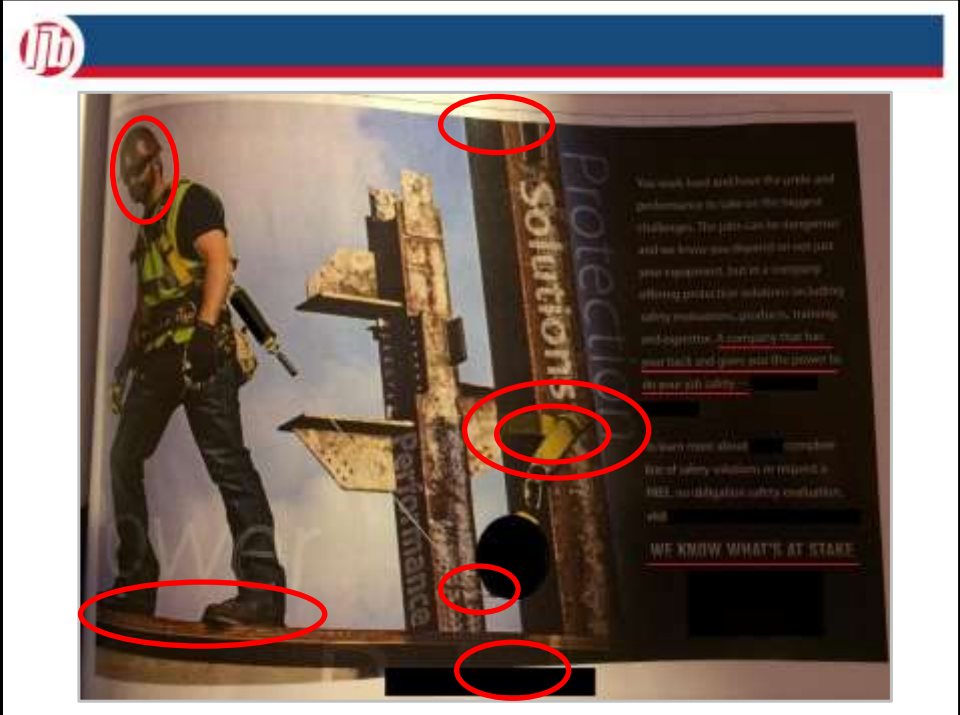 ljb
Solutions
Protection
Performance
ower
You work hard and have the pride and
performance to take on the biggest
challenges. The jobs can be dangerous
and we know you depend on not just
your equipment, but in a company
offering protection solutions including
safety evaluations, products, training,
and expertise. A company that has
your back and gives you the power to
do your job safely —
To learn more about complete
line of safety solutions or request a
FREE, no-obligation safety evaluation,
visit
WE KNOW WHAT'S AT STAKE.